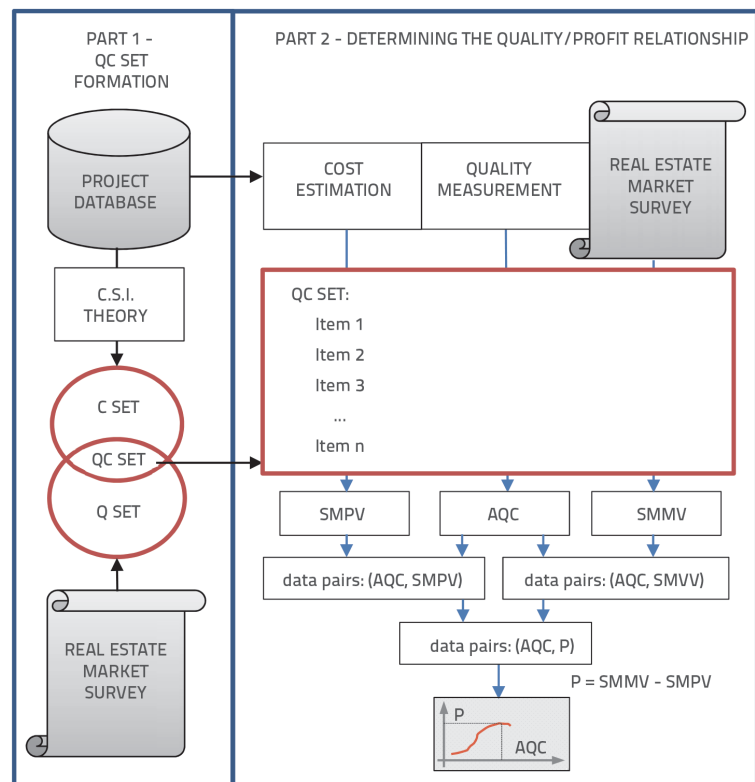 PART 1 -
QC SET
FORMATION
PROJECT
DATABASE
C.S.I.
THEORY
C SET
QC SET
Q SET
REAL ESTATE
MARKET
SURVEY
PART 2 - DETERMINING THE QUALITY/PROFIT RELATIONSHIP
COST
ESTIMATION
QUALITY
MEASUREMENT
REAL ESTATE
MARKET
SURVEY
QC SET:
Item 1
Item 2
Item 3
...
Item n
SMPV
AQC
SMMV
data pairs: (AQC, SMPV)
data pairs: (AQC, SMVV)
data pairs: (AQC, P)
P = SMMV - SMPV
P
AQC